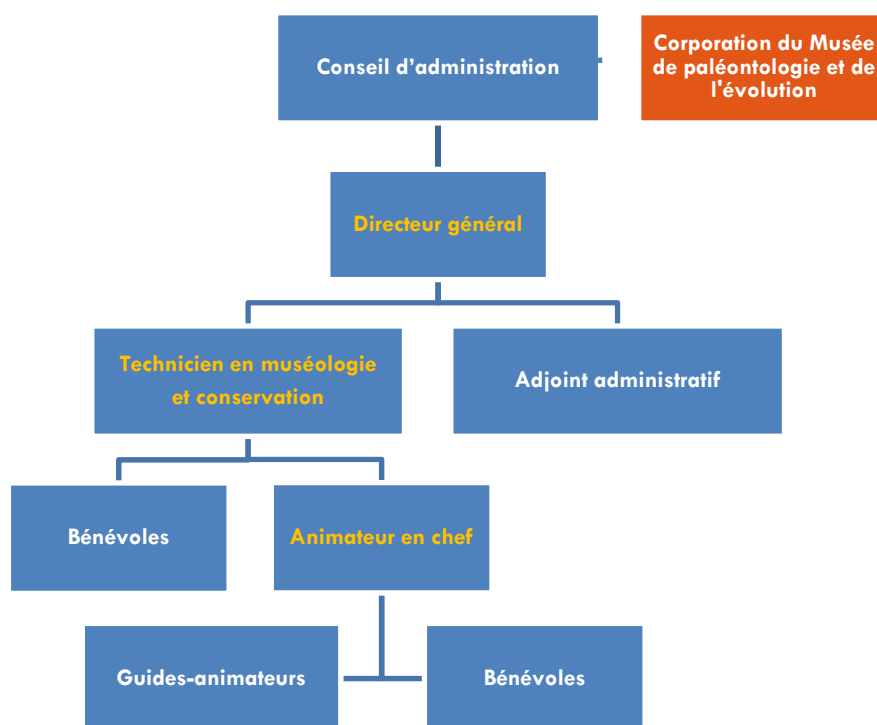 Conseil d’administration
Corporation du Musée
de paléontologie et de
l'évolution
Directeur général
Technicien en muséologie
et conservation
Adjoint administratif
Bénévoles
Animateur en chef
Guides-animateurs
Bénévoles